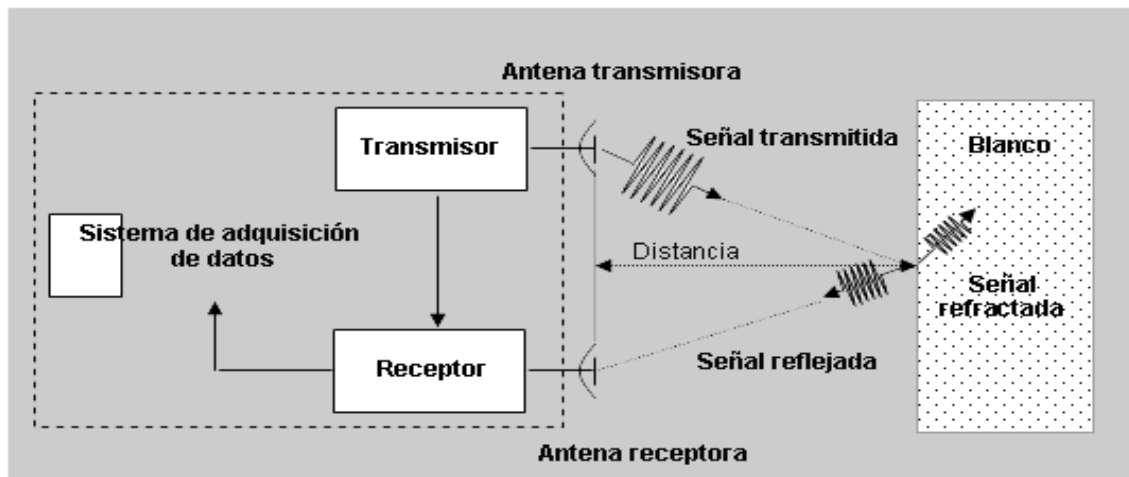 Antena transmisora
Transmisor
Señal transmitida
Blanco
Sistema de adquisición
de datos
Distancia
Señal
refractada
Receptor
Señal reflejada
Antena receptora